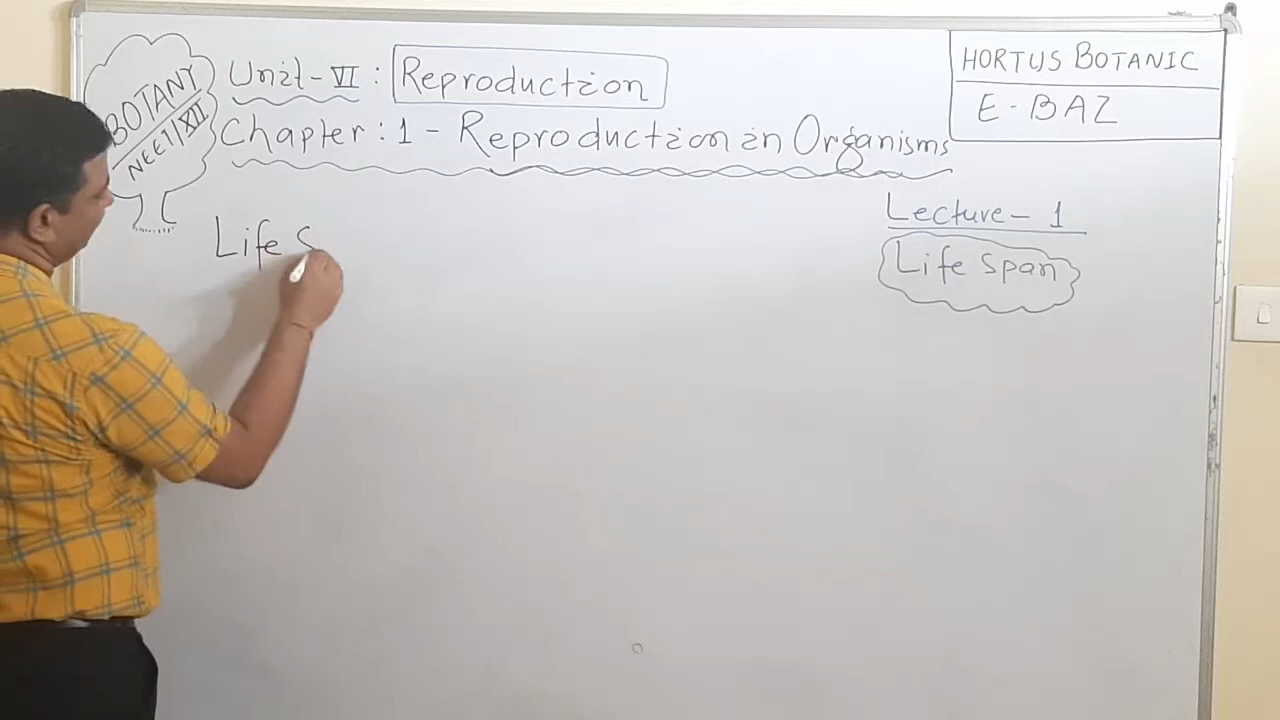 BOTANY
NEET/XII
Unit-VI: Reproduction
Chapter: 1 - Reproduction in Organisms
HORTUS BOTANIC
E-BAZ
Lecture-1
Life Span
Life S